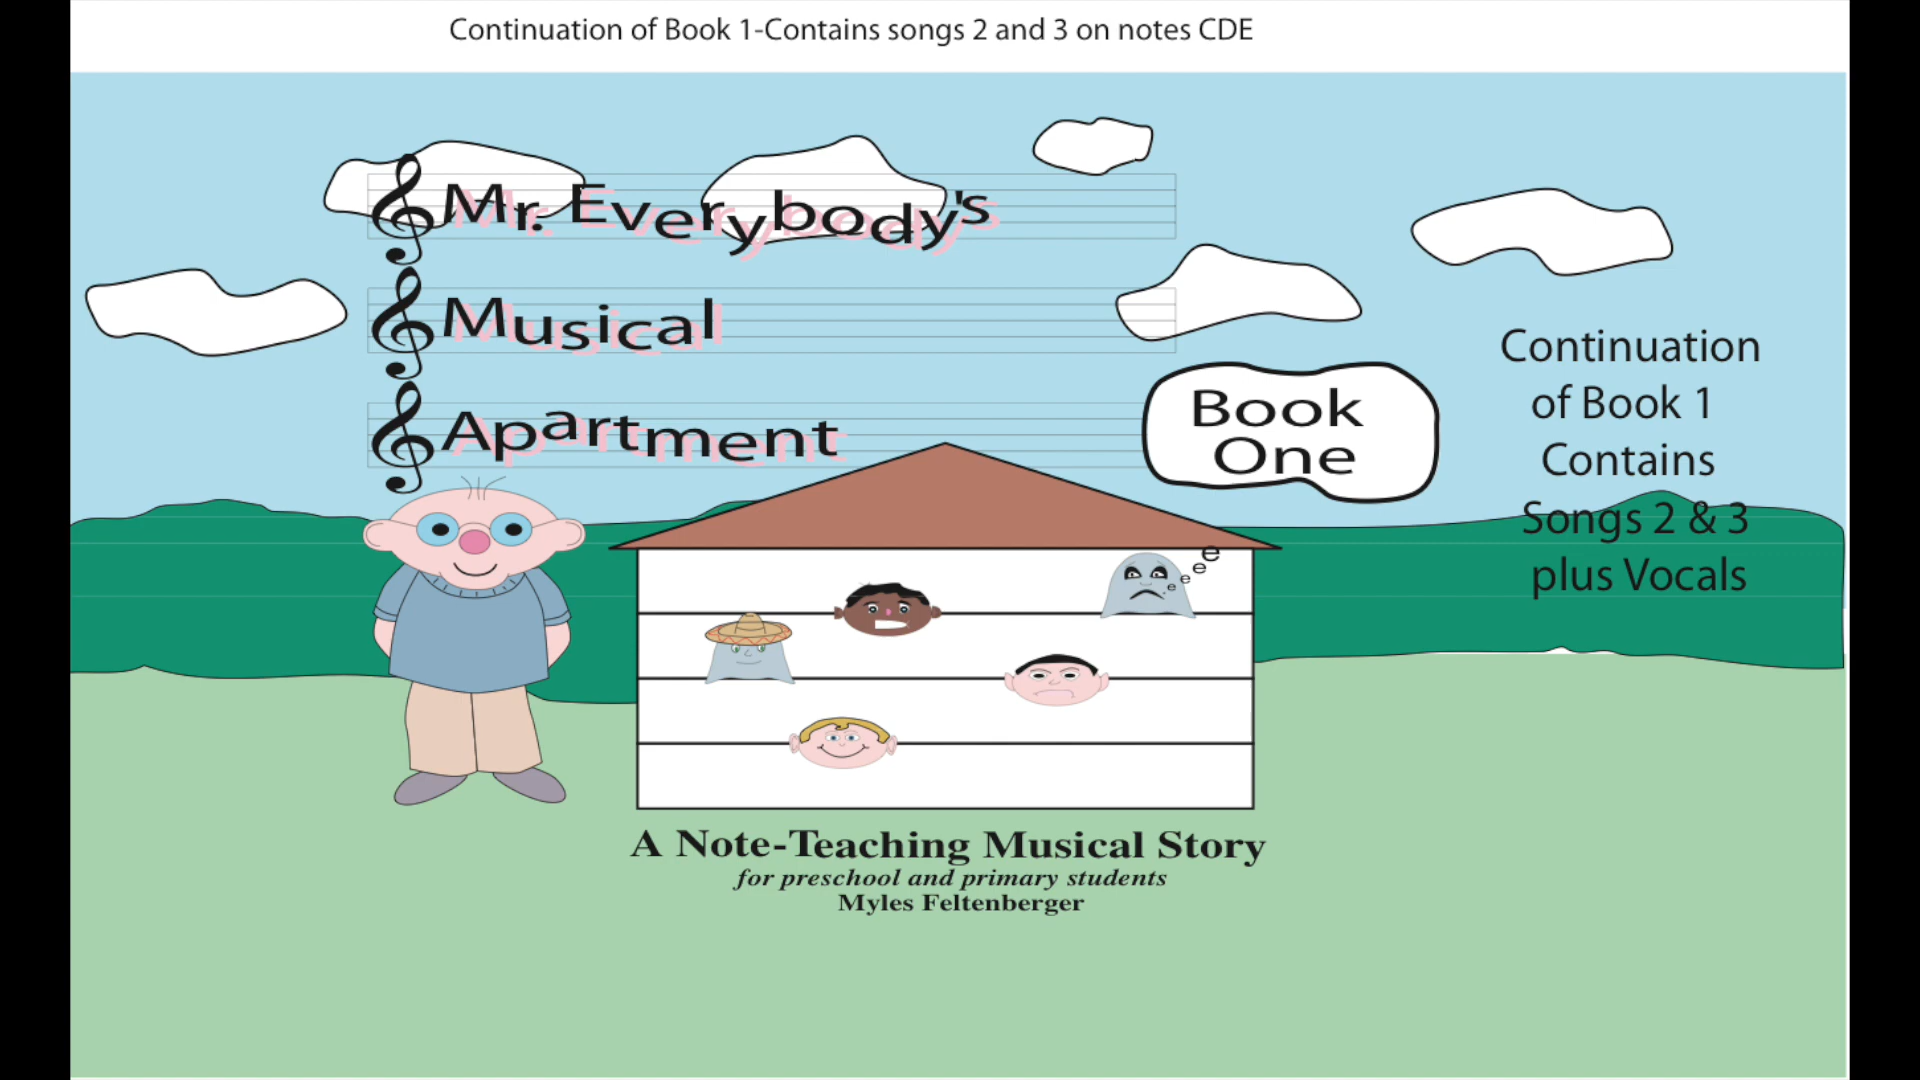 Continuation of Book 1-Contains songs 2 and 3 on notes CDE
Mr. Everybody's
Musical
Apartment
Book
One
Continuation
of Book 1
Contains
Songs 2 & 3
plus Vocals
e
e
e
e
A Note-Teaching Musical Story
for preschool and primary students
Myles Feltenberger